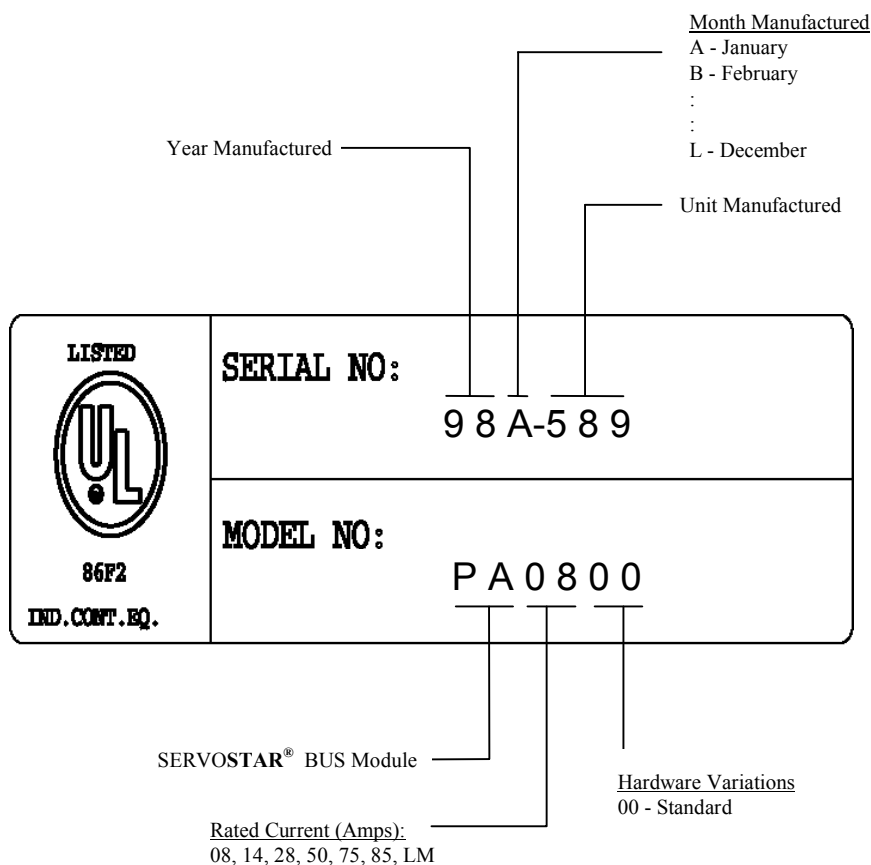 Month Manufactured
A - January
B - February
:
:
L - December
Year Manufactured
Unit Manufactured
LISTED
UL
86F2
IND.CONT.EQ.
SERIAL NO:
98A-589
MODEL NO:
PA0800
SERVOSTAR® BUS Module
Hardware Variations
00 - Standard
Rated Current (Amps):
08, 14, 28, 50, 75, 85, LM